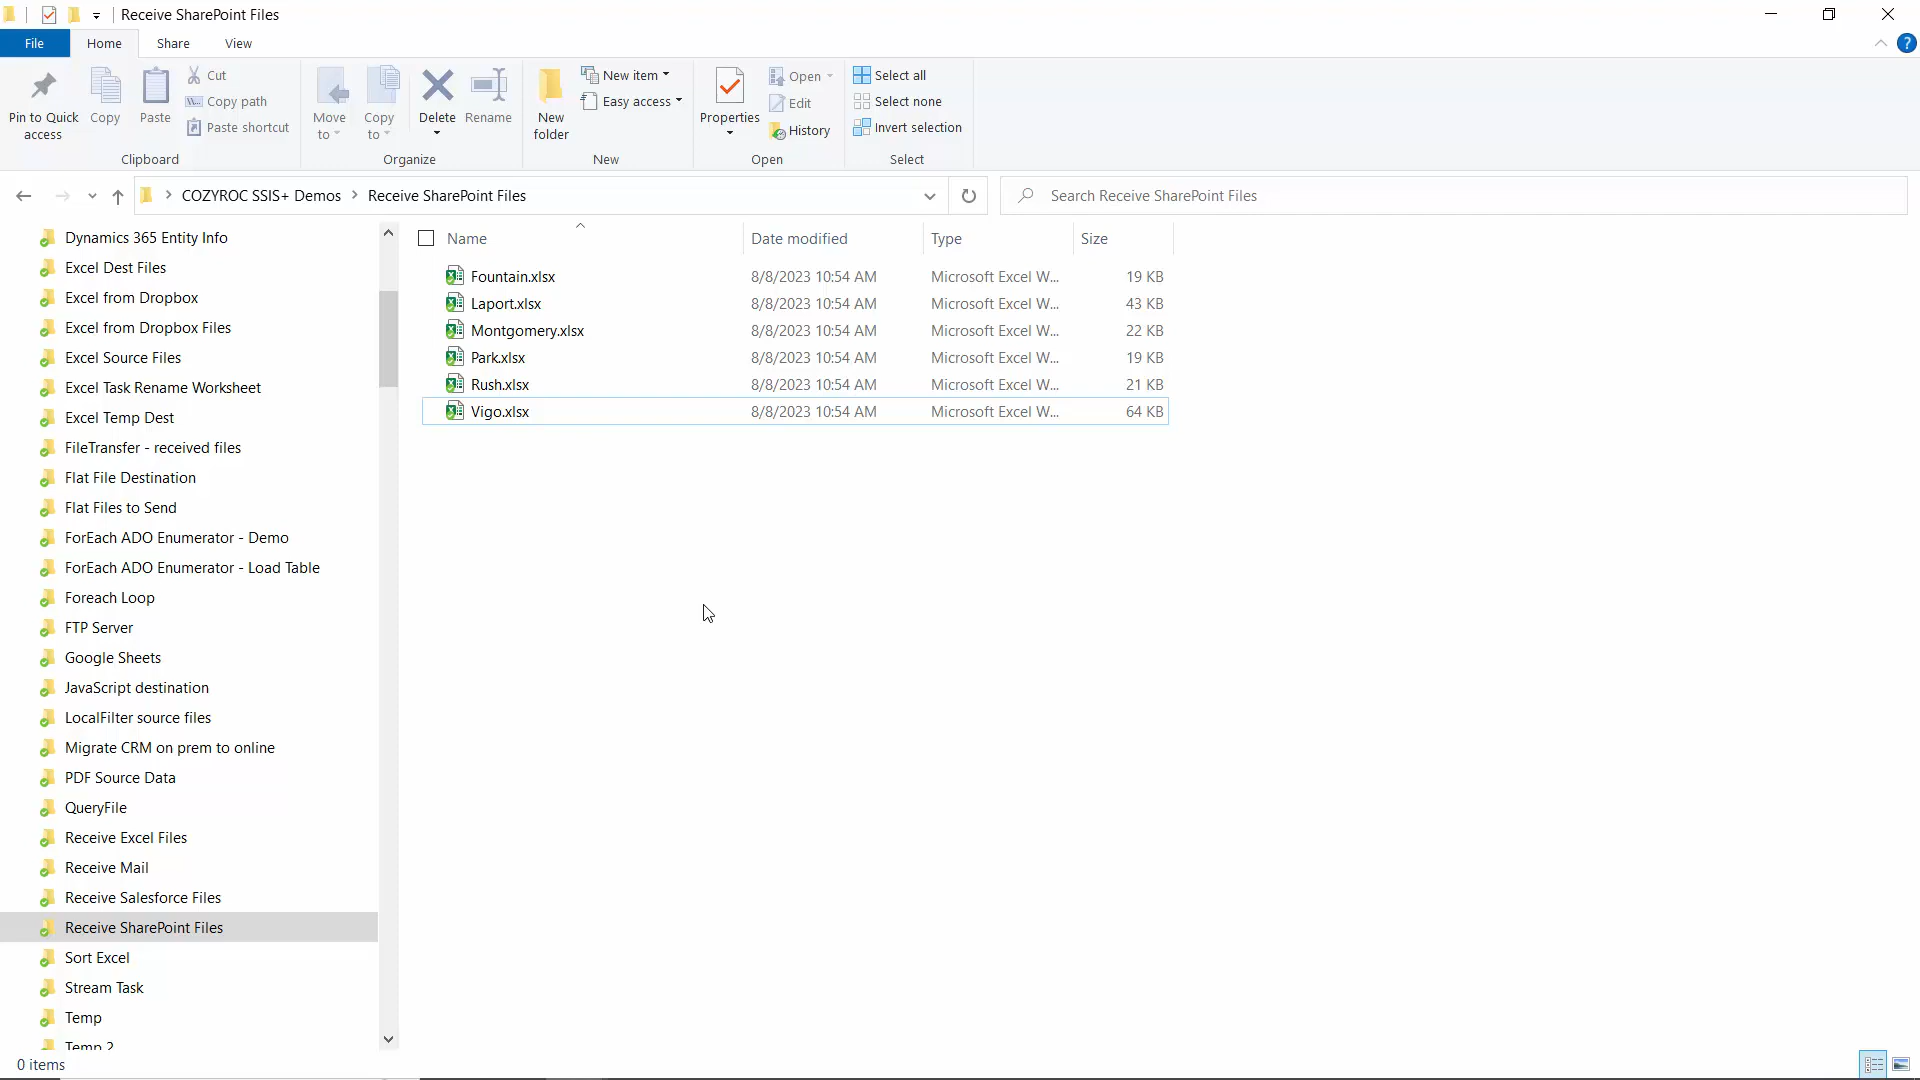 Receive SharePoint Files
File Home Share View
Pin to Quick access
Copy
Paste
Cut
Copy path
Paste shortcut
Clipboard
Move to
Copy to
Delete
Rename
Organize
New folder
New item
Easy access
New
Properties
Open
Edit
History
Open
Select all
Select none
Invert selection
Select
COZYROC SSIS+ Demos Receive SharePoint Files
Search Receive SharePoint Files
Dynamics 365 Entity Info
Excel Dest Files
Excel from Dropbox
Excel from Dropbox Files
Excel Source Files
Excel Task Rename Worksheet
Excel Temp Dest
FileTransfer - received files
Flat File Destination
Flat Files to Send
ForEach ADO Enumerator - Demo
ForEach ADO Enumerator - Load Table
Foreach Loop
FTP Server
Google Sheets
JavaScript destination
LocalFilter source files
Migrate CRM on prem to online
PDF Source Data
QueryFile
Receive Excel Files
Receive Mail
Receive Salesforce Files
Receive SharePoint Files
Sort Excel
Stream Task
Temp
Temp 2
Name Date modified Type Size
Fountain.xlsx 8/8/2023 10:54 AM Microsoft Excel W... 19 KB
Laport.xlsx 8/8/2023 10:54 AM Microsoft Excel W... 43 KB
Montgomery.xlsx 8/8/2023 10:54 AM Microsoft Excel W... 22 KB
Park.xlsx 8/8/2023 10:54 AM Microsoft Excel W... 19 KB
Rush.xlsx 8/8/2023 10:54 AM Microsoft Excel W... 21 KB
Vigo.xlsx 8/8/2023 10:54 AM Microsoft Excel W... 64 KB
0 items